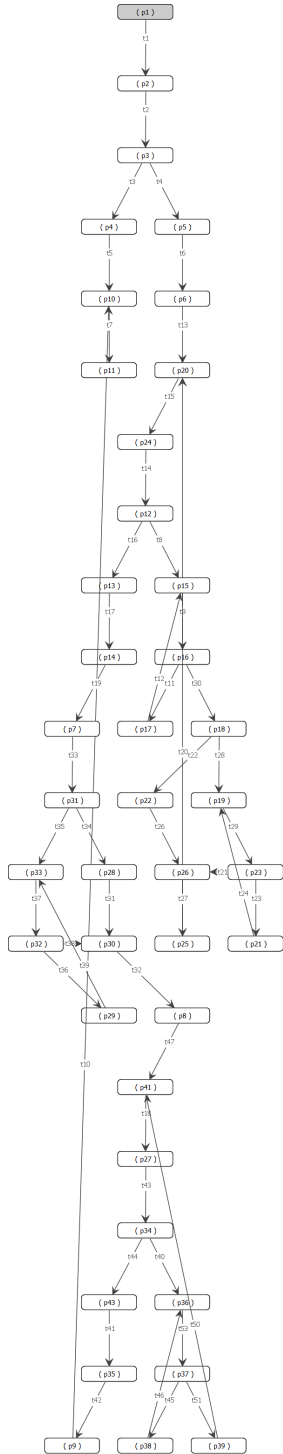 ( p1 )
t1
( p2 )
t2
( p3 )
t3 t4
( p4 ) ( p5 )
t5 t6
( p10 ) ( p6 )
t7 t13
( p11 ) ( p20 )
t15
( p24 )
t14
( p12 )
t16 t8
( p13 ) ( p15 )
t17 t9
( p14 ) ( p16 )
t19 t12 t11 t30
( p7 ) ( p17 ) ( p18 )
t33 t20 t22 t28
( p31 ) ( p22 ) ( p19 )
t35 t34 t26 t29
( p33 ) ( p28 ) ( p26 ) t21 ( p23 )
t37 t31 t27 t24 t23
( p32 ) t38 ( p30 ) ( p25 ) ( p21 )
t36 t39 t32
( p29 ) ( p8 )
t10 t47
( p41 )
t18
( p27 )
t43
( p34 )
t44 t40
( p43 ) ( p36 )
t41 t53 t50
( p35 ) ( p37 )
t42 t46 t45 t51
( p9 ) ( p38 ) ( p39 )